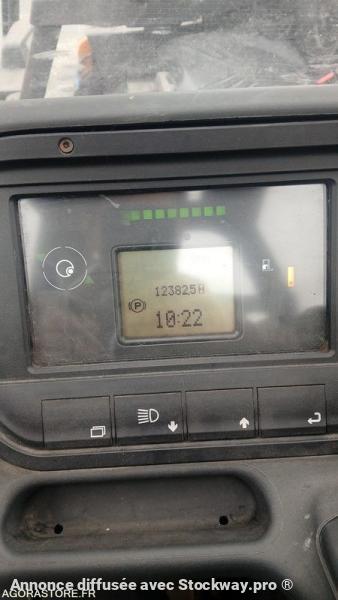 123825H
P
10:22
Annonce diffusée avec Stockway.pro ®
AGORASTORE.FR